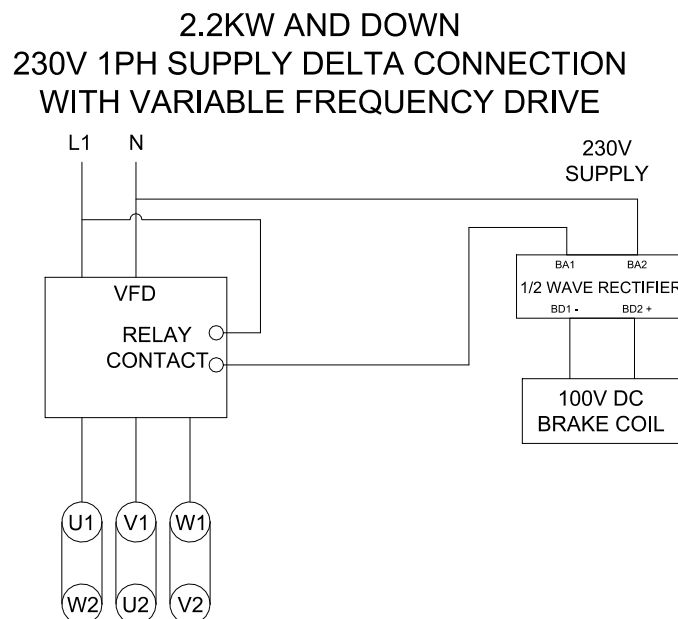 2.2KW AND DOWN
230V 1PH SUPPLY DELTA CONNECTION
WITH VARIABLE FREQUENCY DRIVE
L1 N
230V
SUPPLY
BA1 BA2
1/2 WAVE RECTIFIER
BD1 - BD2 +
VFD
RELAY
CONTACT
100V DC
BRAKE COIL
U1 V1 W1
W2 U2 V2